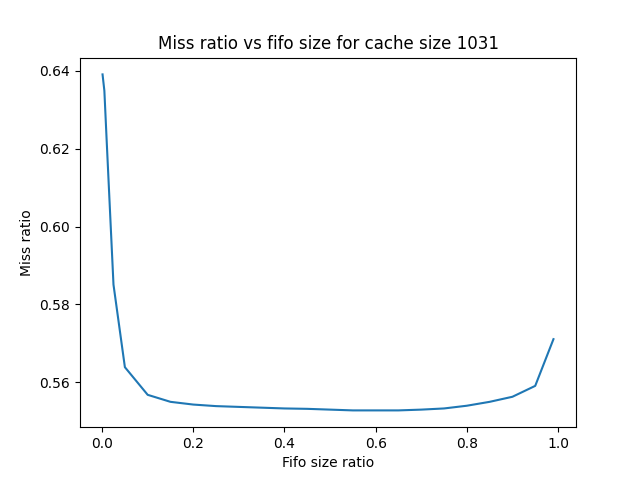 Miss ratio vs fifo size for cache size 1031
0.64
0.62
0.60
0.58
0.56
Miss ratio
0.0 0.2 0.4 0.6 0.8 1.0
Fifo size ratio